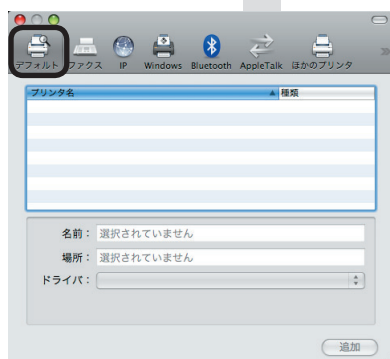 デフォルト ファクス IP Windows Bluetooth AppleTalk ほかのプリンタ
プリンタ名 種類
名前： 選択されていません
場所： 選択されていません
ドライバ：
追加